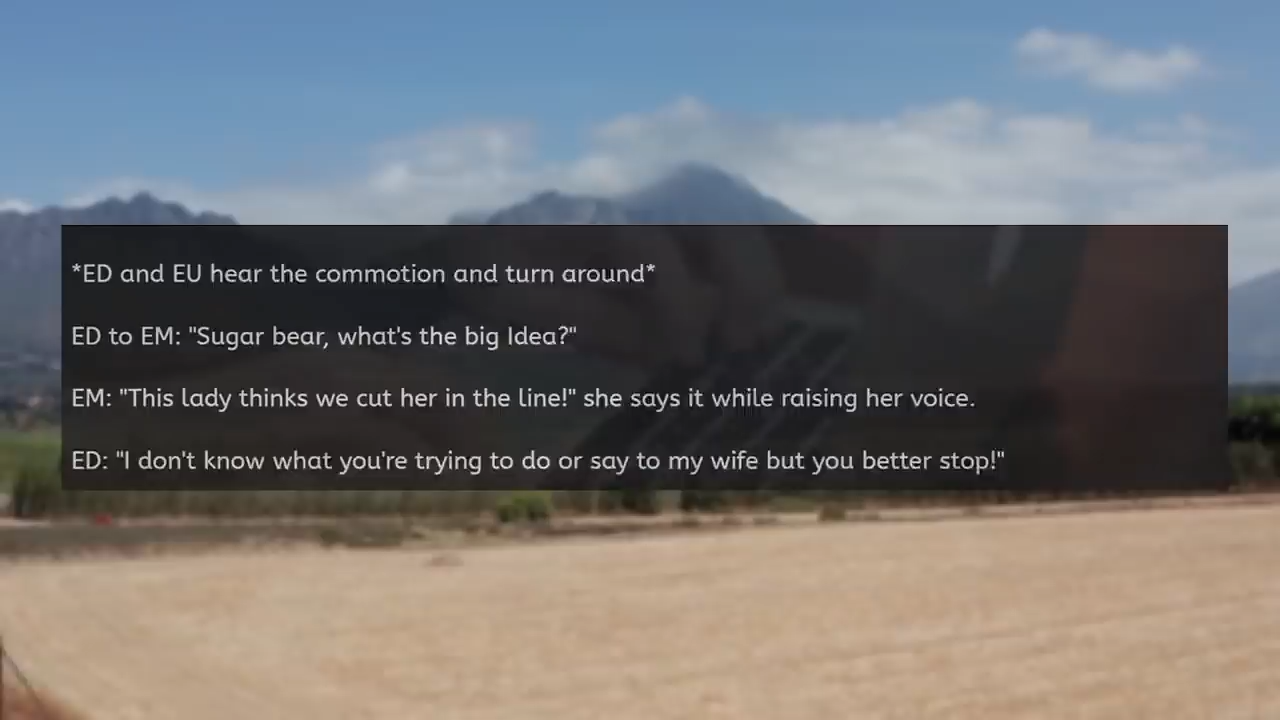 *ED and EU hear the commotion and turn around*
ED to EM: "Sugar bear, what's the big Idea?"
EM: "This lady thinks we cut her in the line!" she says it while raising her voice.
ED: "I don't know what you're trying to do or say to my wife but you better stop!"